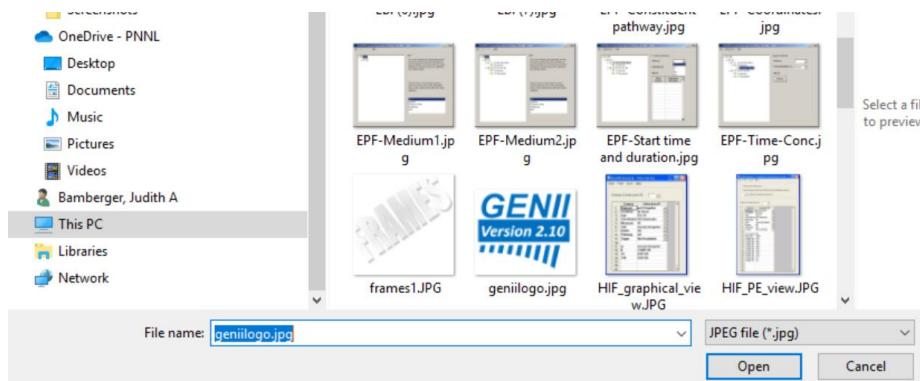 OneDrive - PNNL
Desktop
Documents
Music
Pictures
Videos
Bamberger, Judith A
This PC
Libraries
Network
pathway.jpg
jpg
EPF-Medium1.jp
g
EPF-Medium2.jp
g
EPF-Start time
and duration.jpg
EPF-Time-Conc.j
pg
FRAMES
GENII
Version 2.10
frames1.JPG
geniilogo.jpg
HIF_graphical_vie
w.JPG
HIF_PE_view.JPG
Select a fil
to preview
File name:
geniilogo.jpg
JPEG file (*.jpg)
Open
Cancel